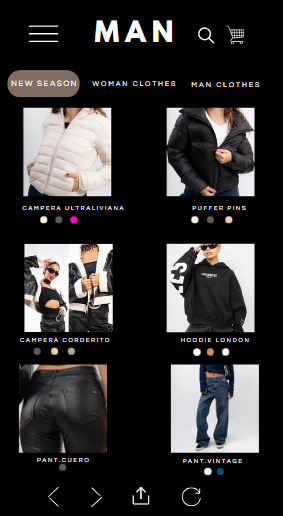 MAN
NEW SEASON
WOMAN CLOTHES
MAN CLOTHES
CAMPERA ULTRALIVIANA
PUFFER PINS
CAMPERA CORDERITO
HOODIE LONDON
PANT.CUERO
PANT.VINTAGE